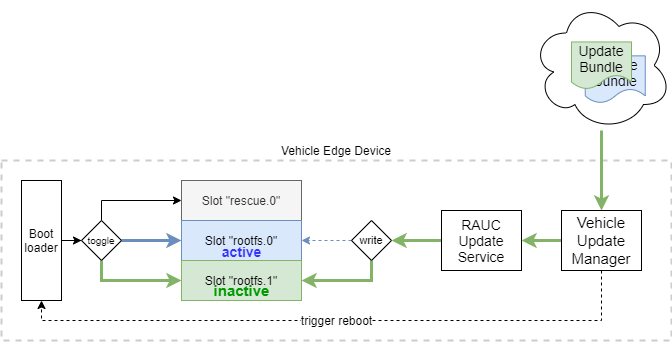 Update
Bundle
e
undle
Vehicle Edge Device
Boot
loader
toggle
Slot "rescue.0"
Slot "rootfs.0"
active
Slot "rootfs.1"
inactive
write
RAUC
Update
Service
Vehicle
Update
Manager
trigger reboot